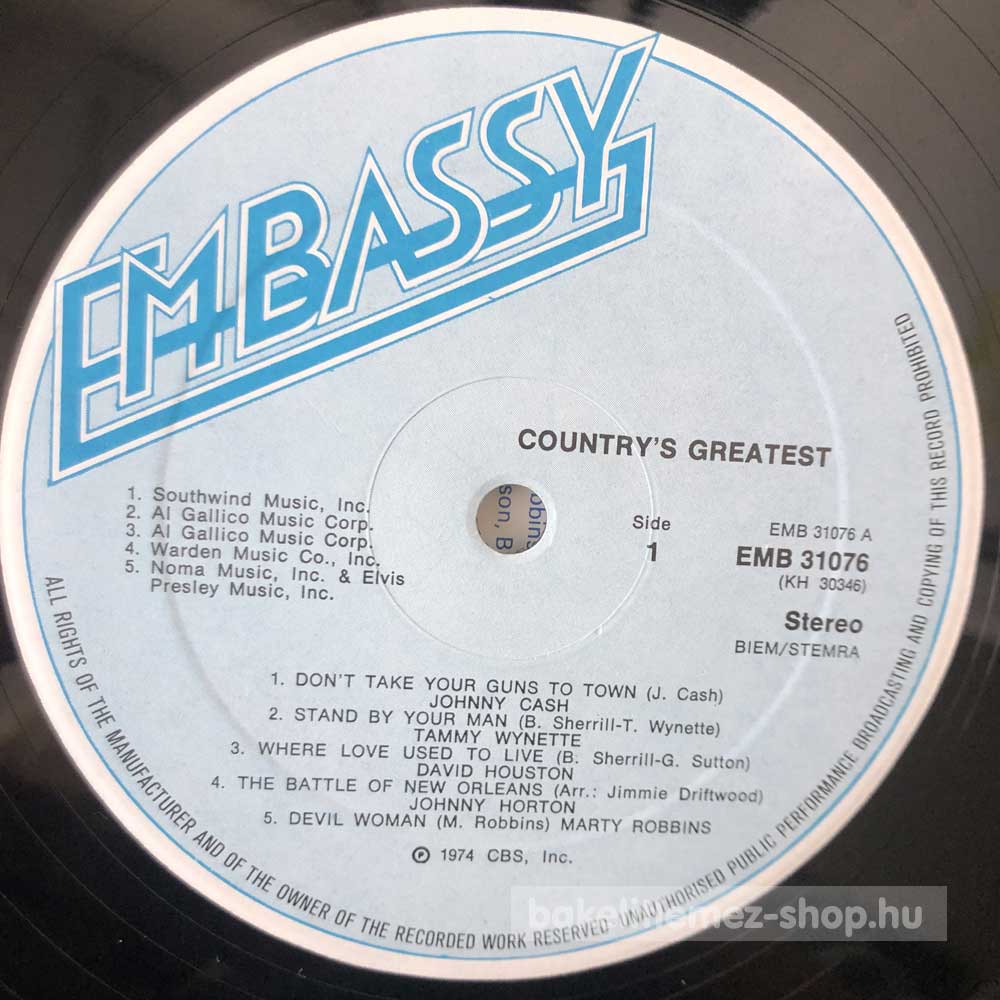 EMBASSY
COUNTRY'S GREATEST
1. Southwind Music, Inc.
2. Al Gallico Music Corp.
3. Al Gallico Music Corp.
4. Warden Music Co., Inc.
5. Noma Music, Inc. & Elvis
Presley Music, Inc.
obins
son, B
Side
1
EMB 31076 A
EMB 31076
(KH 30346)
Stereo
BIEM/STEMRA
1. DON'T TAKE YOUR GUNS TO TOWN (J. Cash)
JOHNNY CASH
2. STAND BY YOUR MAN (B. Sherrill-T. Wynette)
TAMMY WYNETTE
3. WHERE LOVE USED TO LIVE (B. Sherrill-G. Sutton)
DAVID HOUSTON
4. THE BATTLE OF NEW ORLEANS (Arr.: Jimmie Driftwood)
JOHNNY HORTON
5. DEVIL WOMAN (M. Robbins) MARTY ROBBINS
℗ 1974 CBS, Inc.
ALL RIGHTS OF THE MANUFACTURER AND OF THE OWNER OF THE RECORDED WORK RESERVED-UNAUTHORISED PUBLIC PERFORMANCE BROADCASTING AND COPYING OF THIS RECORD PROHIBITED
bakelitlemez-shop.hu